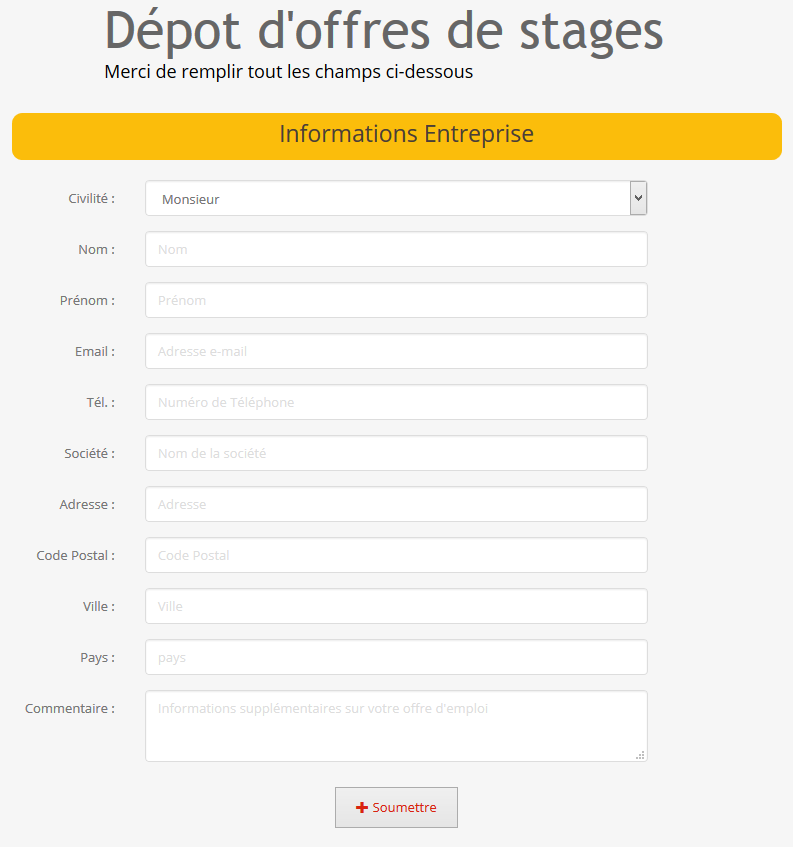 Dépot d'offres de stages
Merci de remplir tout les champs ci-dessous
Informations Entreprise
Civilité : Monsieur
Nom : Nom
Prénom : Prénom
Email : Adresse e-mail
Tél. : Numéro de Téléphone
Société : Nom de la société
Adresse : Adresse
Code Postal : Code Postal
Ville : Ville
Pays : pays
Commentaire : Informations supplémentaires sur votre offre d'emploi
Soumettre